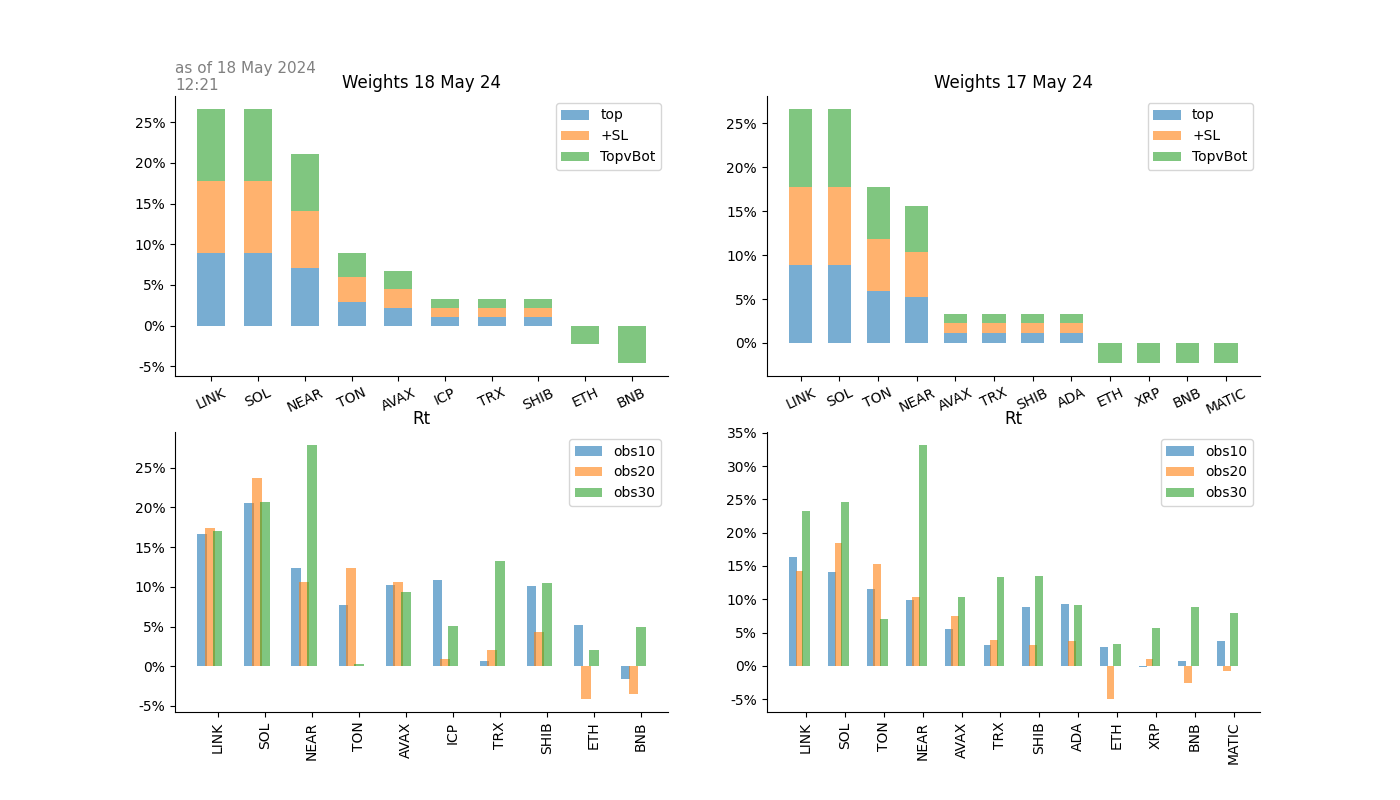 as of 18 May 2024
12:21
Weights 18 May 24
25%
20%
15%
10%
5%
0%
-5%
top
+SL
TopvBot
LINK SOL NEAR TON AVAX ICP TRX SHIB ETH BNB
Weights 17 May 24
25%
20%
15%
10%
5%
0%
top
+SL
TopvBot
LINK SOL TON NEAR AVAX TRX SHIB ADA ETH XRP BNB MATIC
Rt
25%
20%
15%
10%
5%
0%
-5%
obs10
obs20
obs30
LINK SOL NEAR TON AVAX ICP TRX SHIB ETH BNB
Rt
35%
30%
25%
20%
15%
10%
5%
0%
-5%
obs10
obs20
obs30
LINK SOL TON NEAR AVAX TRX SHIB ADA ETH XRP BNB MATIC